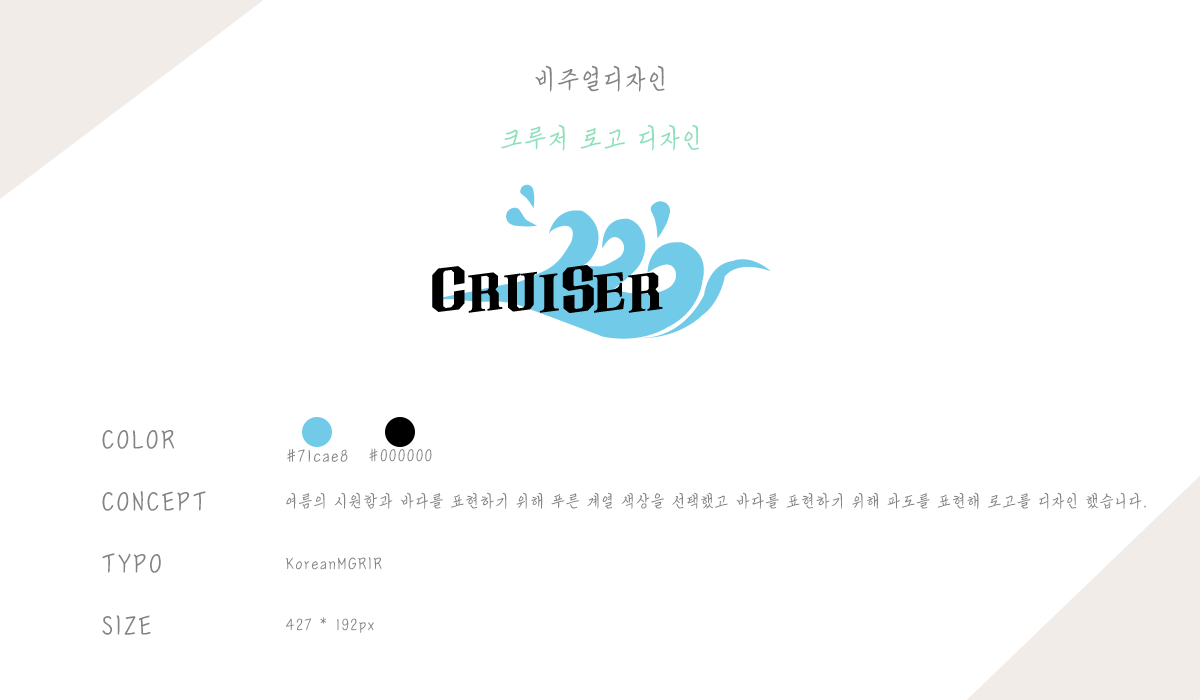 비주얼디자인
크루저 로고 디자인
CRUISER
COLOR
#71cae8 #000000
CONCEPT 여름의 시원함과 바다를 표현하기 위해 푸른 계열 색상을 선택했고 바다를 표현하기 위해 파도를 표현해 로고를 디자인 했습니다.
TYPO KoreanMGRIR
SIZE 427 * 192px